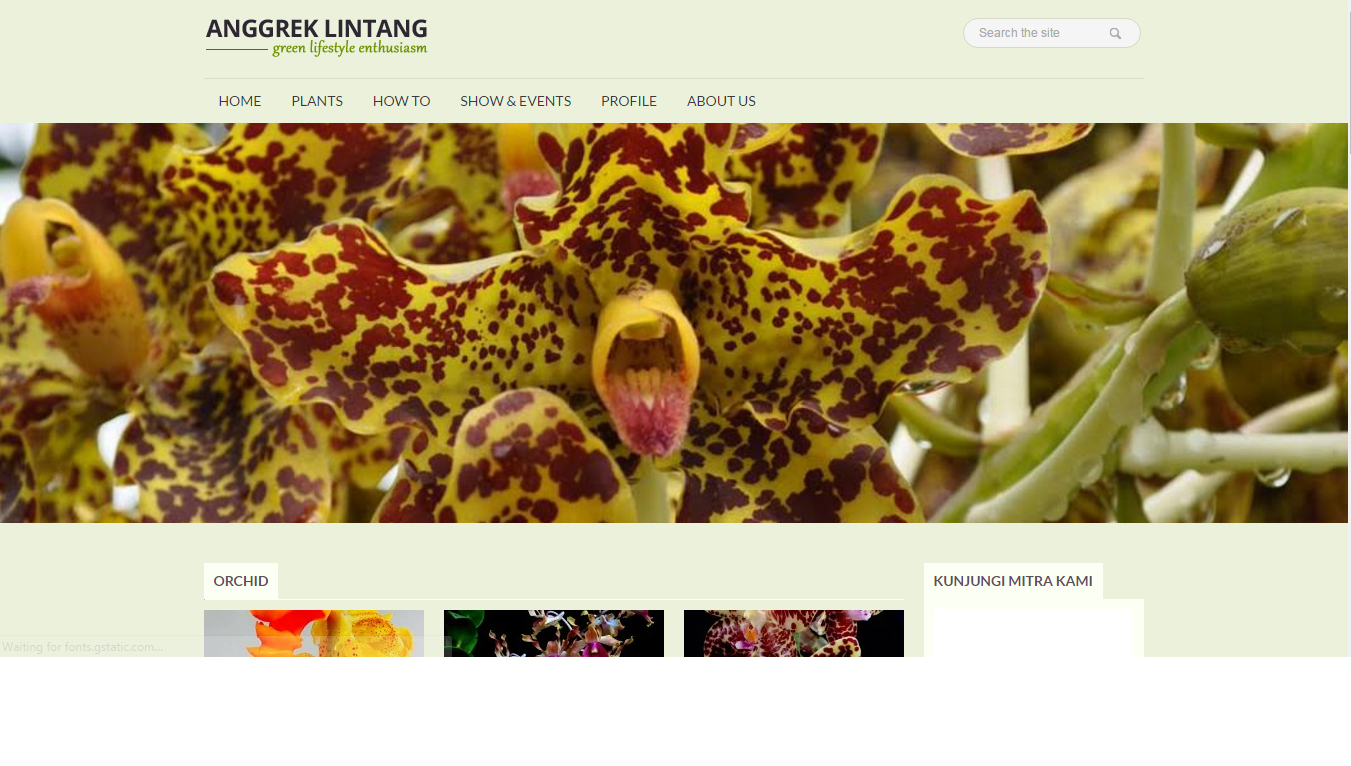 ANGGREK LINTANG
green lifestyle enthusiasm
Search the site
HOME PLANTS HOW TO SHOW & EVENTS PROFILE ABOUT US
ORCHID
KUNJUNGI MITRA KAMI
Waiting for fonts.gstatic.com...